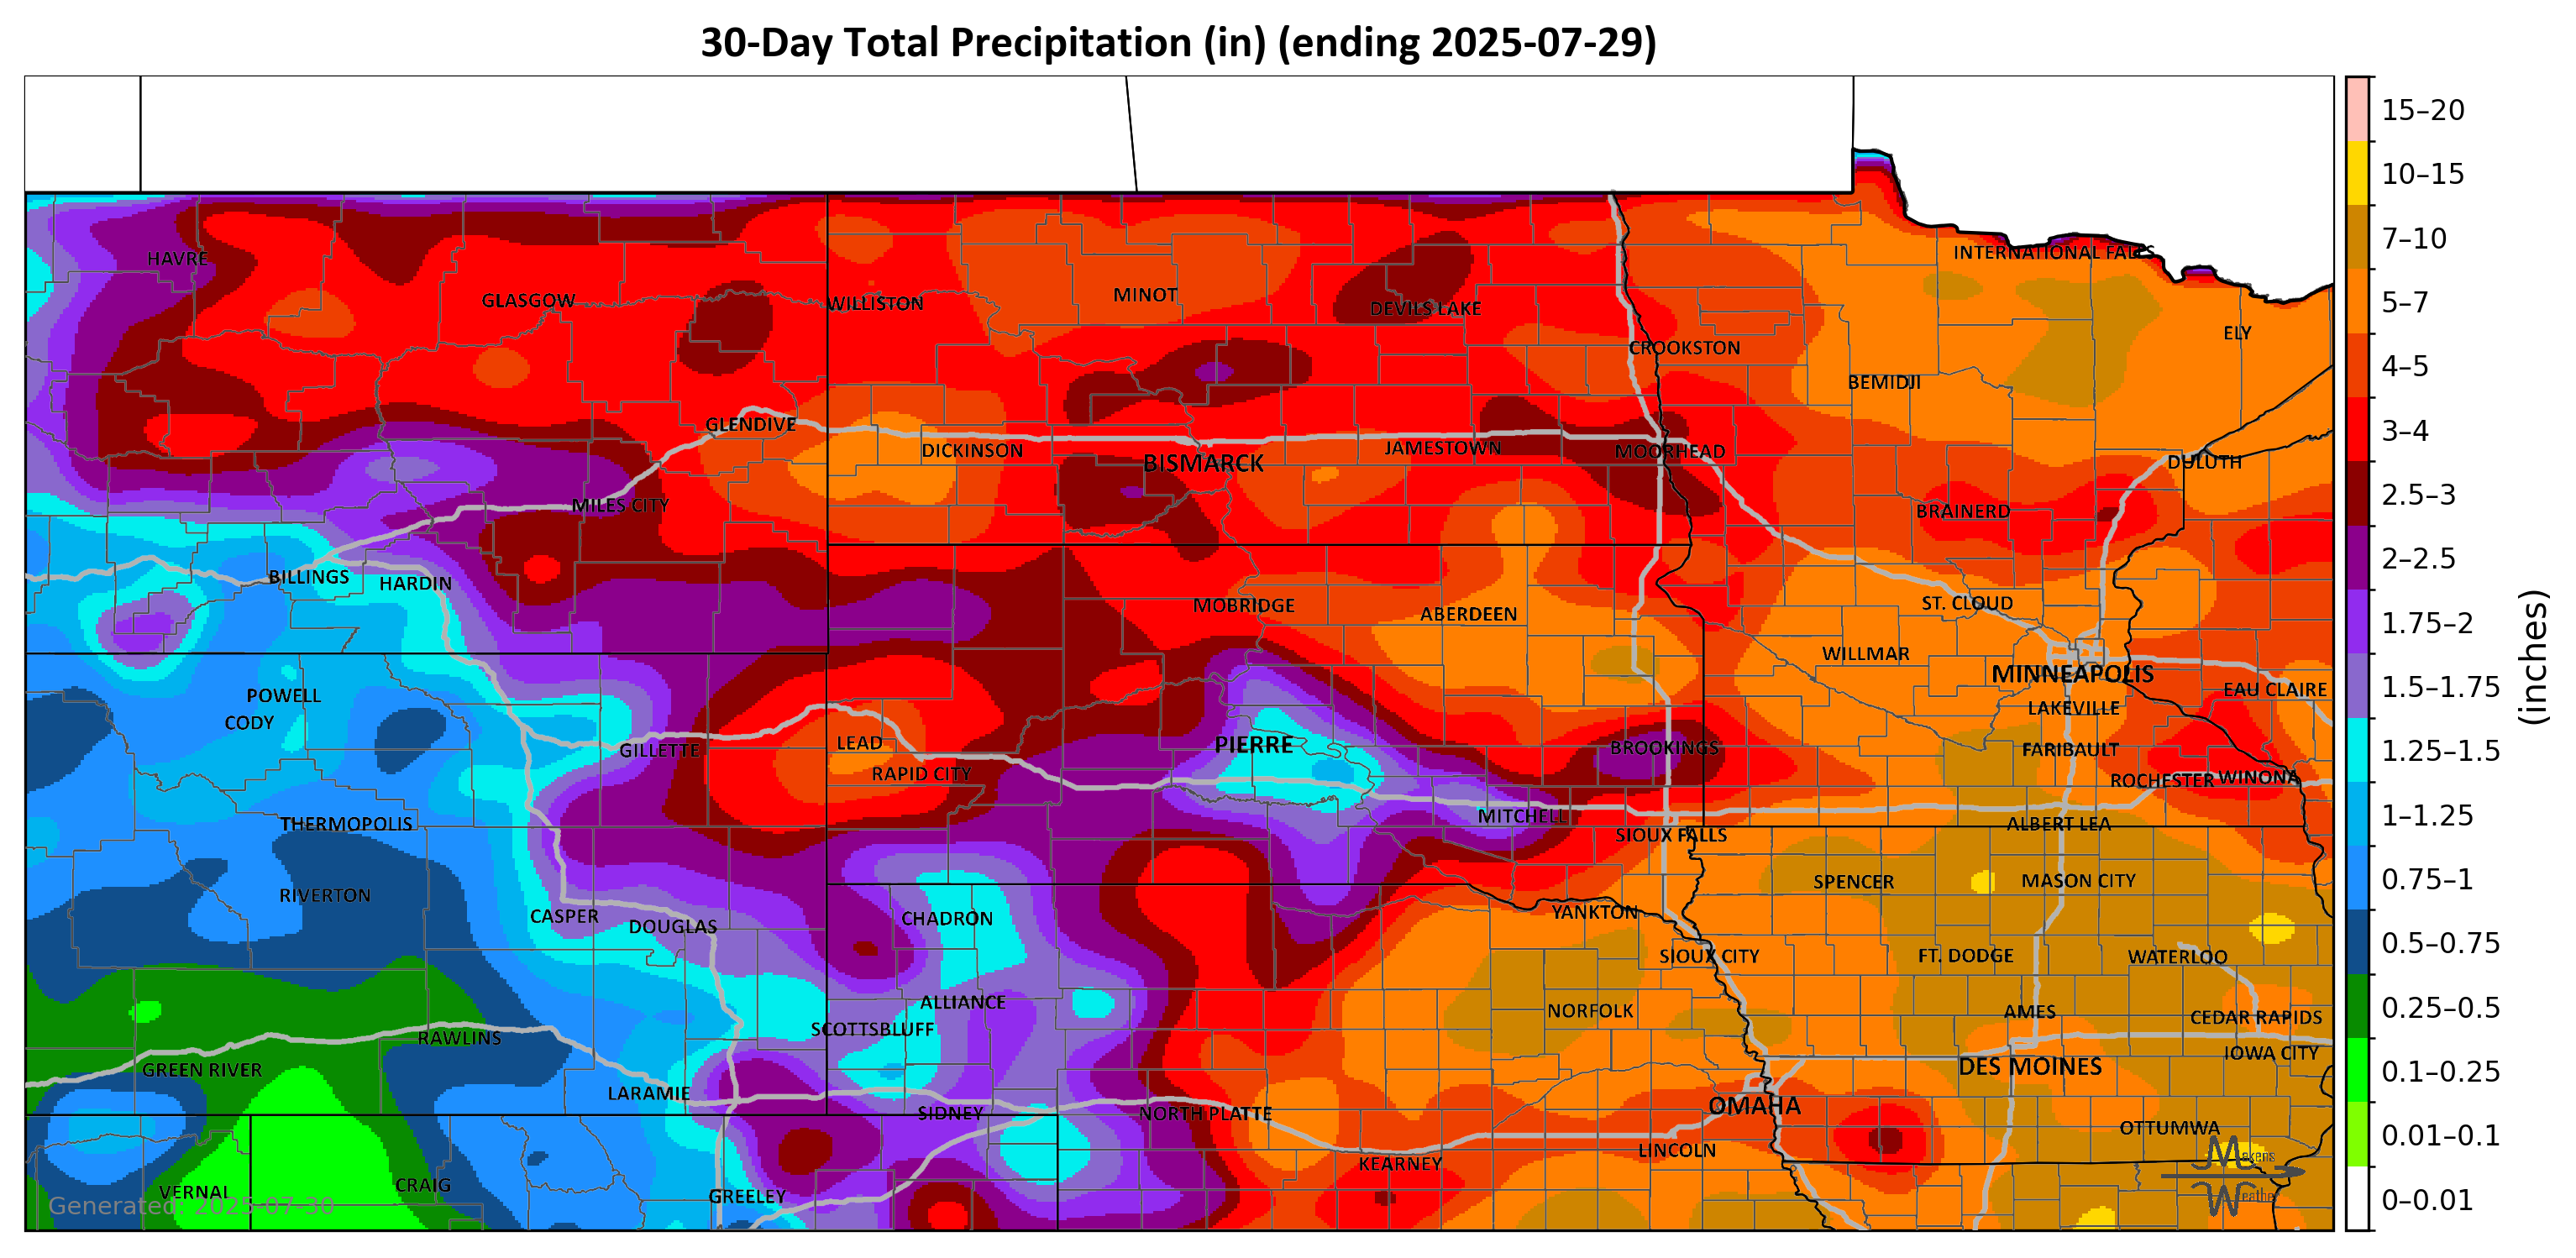 30-Day Total Precipitation (in) (ending 2025-07-29)
15–20
10–15
7–10
5–7
4–5
3–4
2.5–3
2–2.5
1.75–2
1.5–1.75
1.25–1.5
1–1.25
0.75–1
0.5–0.75
0.25–0.5
0.1–0.25
0.01–0.1
0–0.01
(inches)
INTERNATIONAL FALLS
HAVRE
GLASGOW
WILLISTON
MINOT
DEVILS LAKE
ELY
CROOKSTON
BEMIDJI
GLENDIVE
DICKINSON
BISMARCK
JAMESTOWN
MOORHEAD
DULUTH
MILES CITY
BRAINERD
BILLINGS
HARDIN
MOBRIDGE
ABERDEEN
ST. CLOUD
WILLMAR
MINNEAPOLIS
POWELL
EAU CLAIRE
CODY
LAKEVILLE
GILLETTE
LEAD
PIERRE
BROOKINGS
FARIBAULT
RAPID CITY
ROCHESTER
WINONA
THERMOPOLIS
MITCHELL
SIOUX FALLS
ALBERT LEA
RIVERTON
SPENCER
MASON CITY
CASPER
DOUGLAS
CHADRON
YANKTON
SIOUX CITY
FT. DODGE
WATERLOO
ALLIANCE
NORFOLK
AMES
CEDAR RAPIDS
SCOTTSBLUFF
RAWLINS
IOWA CITY
GREEN RIVER
DES MOINES
LARAMIE
SIDNEY
NORTH PLATTE
OMAHA
OTTUMWA
LINCOLN
KEARNEY
VERNAL
CRAIG
GREELEY
Makens
Weather
Generated: 2025-07-30